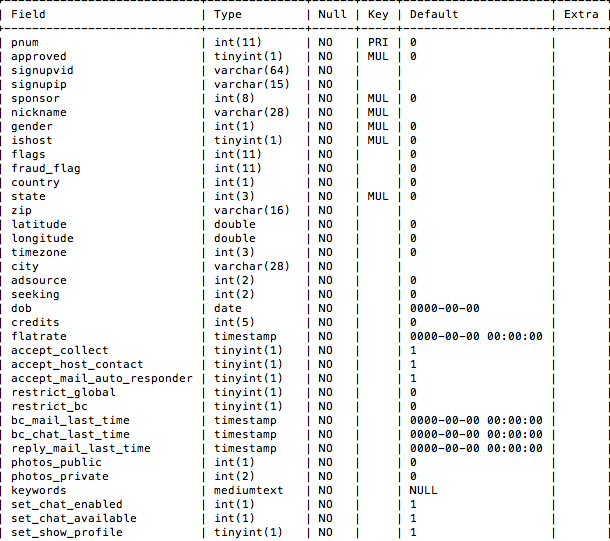 | Field | Type | Null | Key | Default | Extra |
| pnum | int(11) | NO | PRI | 0 | |
| approved | tinyint(1) | NO | MUL | 0 | |
| signupvid | varchar(64) | NO | | | |
| signupip | varchar(15) | NO | | | |
| sponsor | int(8) | NO | MUL | 0 | |
| nickname | varchar(28) | NO | MUL | | |
| gender | int(1) | NO | MUL | 0 | |
| ishost | tinyint(1) | NO | MUL | 0 | |
| flags | int(11) | NO | | 0 | |
| fraud_flag | int(11) | NO | | 0 | |
| country | int(1) | NO | | 0 | |
| state | int(3) | NO | MUL | 0 | |
| zip | varchar(16) | NO | | | |
| latitude | double | NO | | 0 | |
| longitude | double | NO | | 0 | |
| timezone | int(3) | NO | | 0 | |
| city | varchar(28) | NO | | | |
| adsource | int(2) | NO | | 0 | |
| seeking | int(2) | NO | | 0 | |
| dob | date | NO | | 0000-00-00 | |
| credits | int(5) | NO | | 0 | |
| flatrate | timestamp | NO | | 0000-00-00 00:00:00 | |
| accept_collect | tinyint(1) | NO | | 1 | |
| accept_host_contact | tinyint(1) | NO | | 1 | |
| accept_mail_auto_responder | tinyint(1) | NO | | 1 | |
| restrict_global | tinyint(1) | NO | | 0 | |
| restrict_bc | tinyint(1) | NO | | 0 | |
| bc_mail_last_time | timestamp | NO | | 0000-00-00 00:00:00 | |
| bc_chat_last_time | timestamp | NO | | 0000-00-00 00:00:00 | |
| reply_mail_last_time | timestamp | NO | | 0000-00-00 00:00:00 | |
| photos_public | int(1) | NO | | 0 | |
| photos_private | int(2) | NO | | 0 | |
| keywords | mediumtext | NO | | NULL | |
| set_chat_enabled | int(1) | NO | | 1 | |
| set_chat_available | int(1) | NO | | 1 | |
| set_show_profile | tinyint(1) | NO | | 1 | |